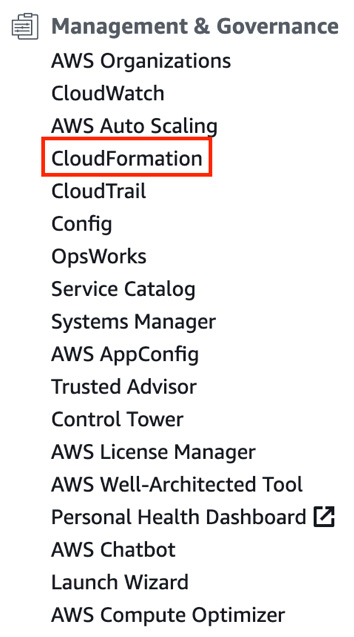 Management & Governance
AWS Organizations
CloudWatch
AWS Auto Scaling
CloudFormation
CloudTrail
Config
OpsWorks
Service Catalog
Systems Manager
AWS AppConfig
Trusted Advisor
Control Tower
AWS License Manager
AWS Well-Architected Tool
Personal Health Dashboard
AWS Chatbot
Launch Wizard
AWS Compute Optimizer